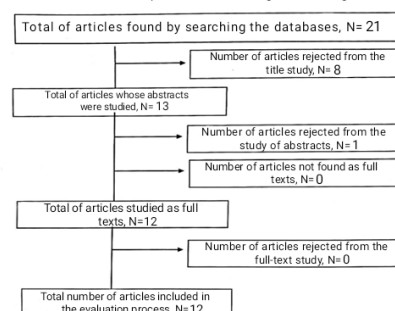 Total of articles found by searching the databases, N= 21
Number of articles rejected from the
title study, N= 8
Total of articles whose abstracts
were studied, N= 13
Number of articles rejected from the
study of abstracts, N= 1
Number of articles not found as full
texts, N= 0
Total of articles studied as full
texts, N=12
Number of articles rejected from the
full-text study, N= 0
Total number of articles included in
the evaluation process, N=12